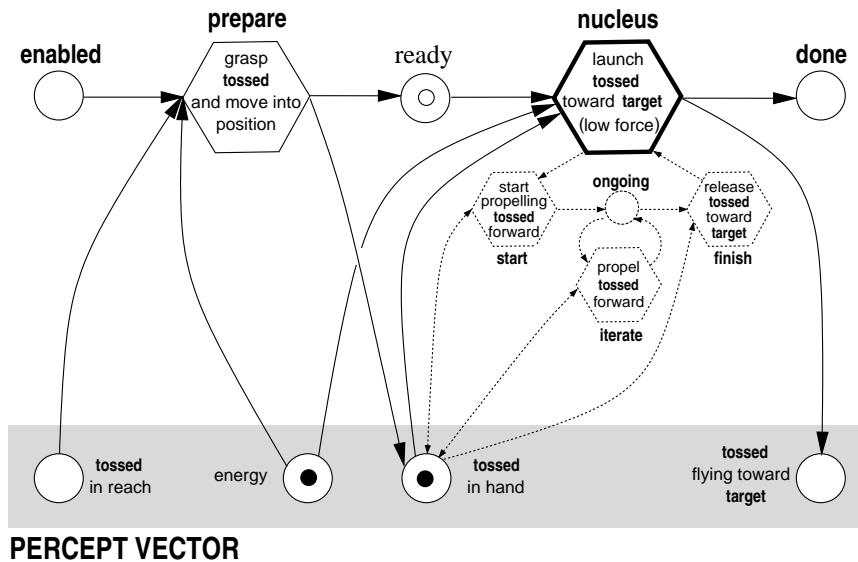 prepare
nucleus
enabled
ready
done
grasp
tossed
and move into
position
launch
tossed
toward target
(low force)
start
propelling
tossed
forward
start
ongoing
release
tossed
toward
target
finish
propel
tossed
forward
iterate
tossed
in reach
energy
tossed
in hand
tossed
flying toward
target
PERCEPT VECTOR